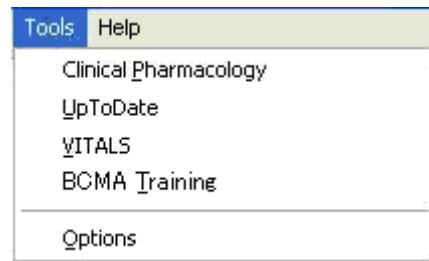 Tools Help
Clinical Pharmacology
UpToDate
VITALS
BCMA Training
Options